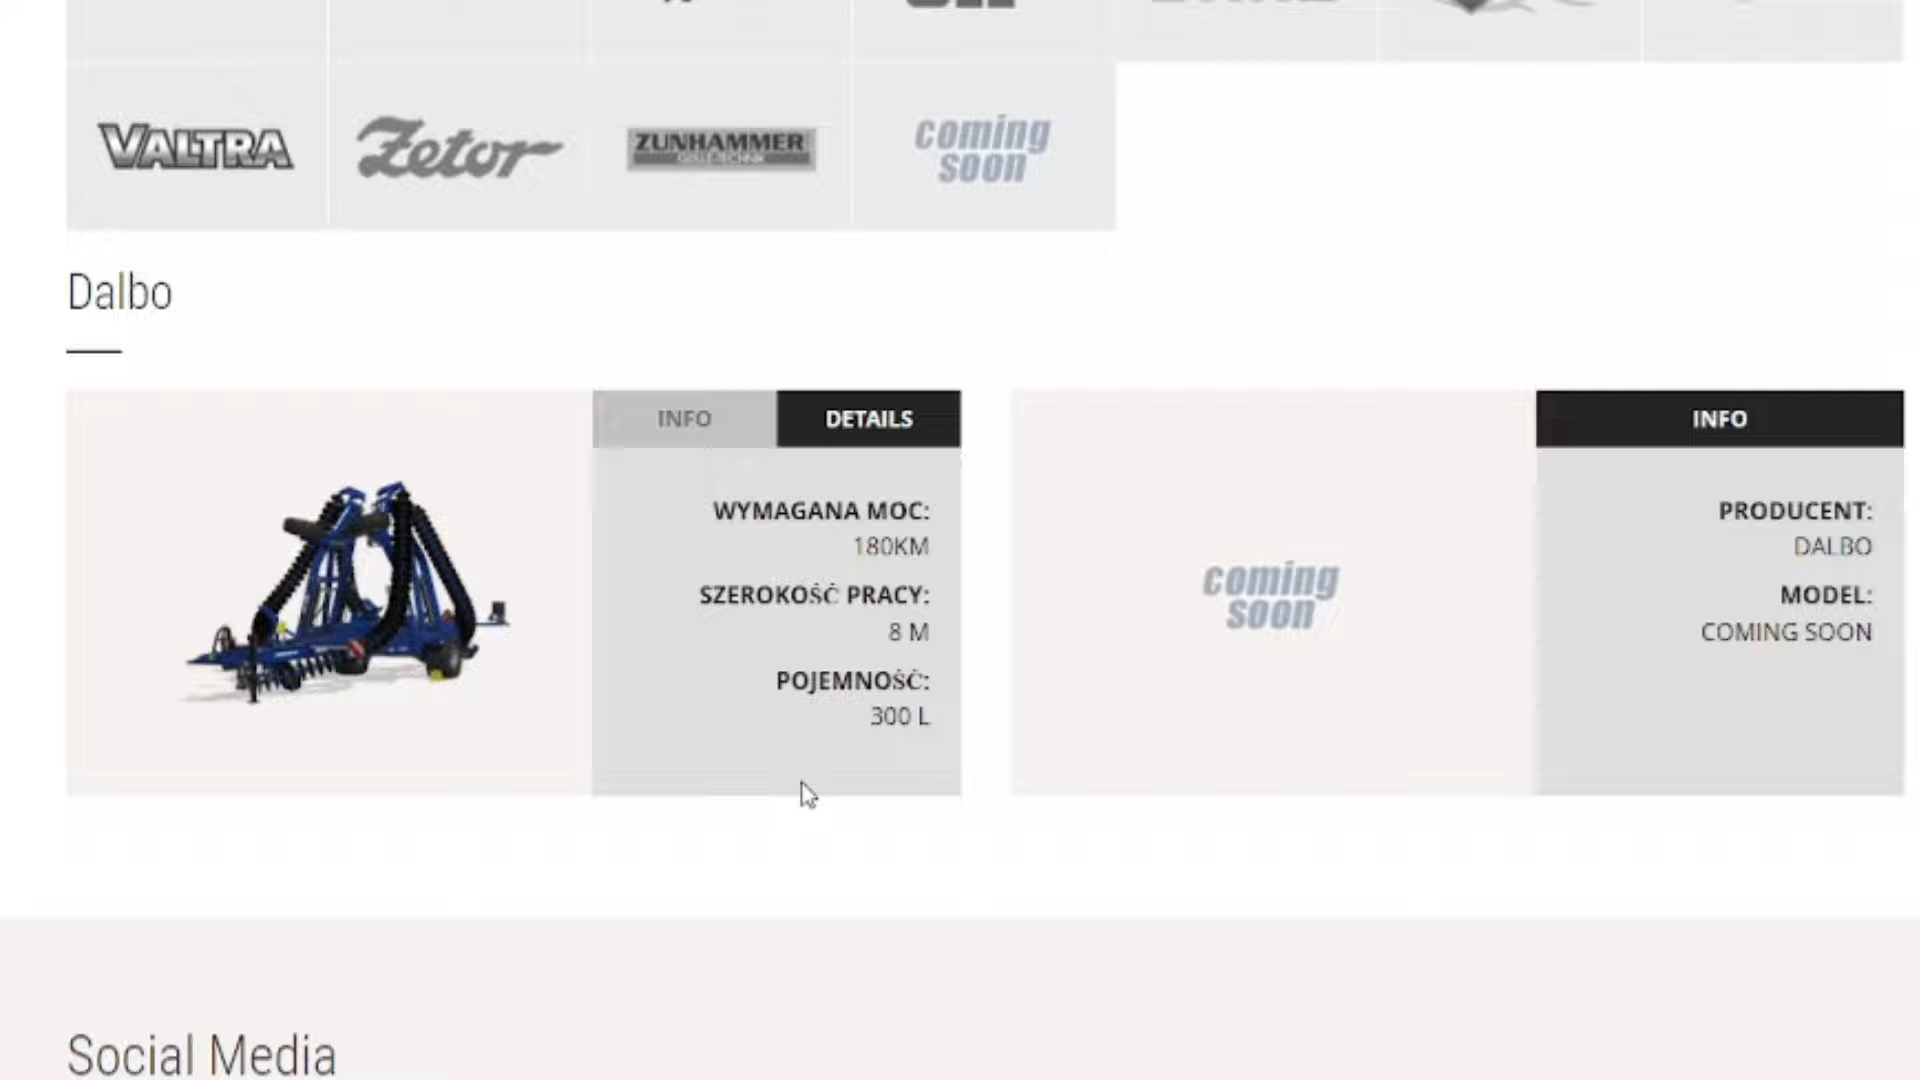 VALTRA
Zetor
ZUNHAMMER
GÜLLETECHNIK
coming
soon
Dalbo
INFO
DETAILS
WYMAGANA MOC:
180KM
SZEROKOŚĆ PRACY:
8 M
POJEMNOŚĆ:
300 L
coming
soon
INFO
PRODUCENT:
DALBO
MODEL:
COMING SOON
Social Media